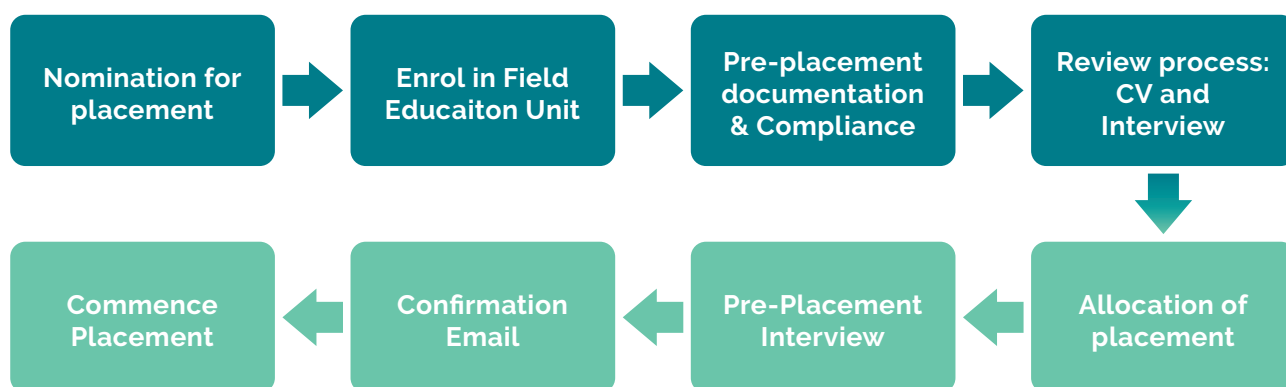 Nomination for
placement
Enrol in Field
Educaiton Unit
Pre-placement
documentation
& Compliance
Review process:
CV and
Interview
Commence
Placement
Confirmation
Email
Pre-Placement
Interview
Allocation of
placement